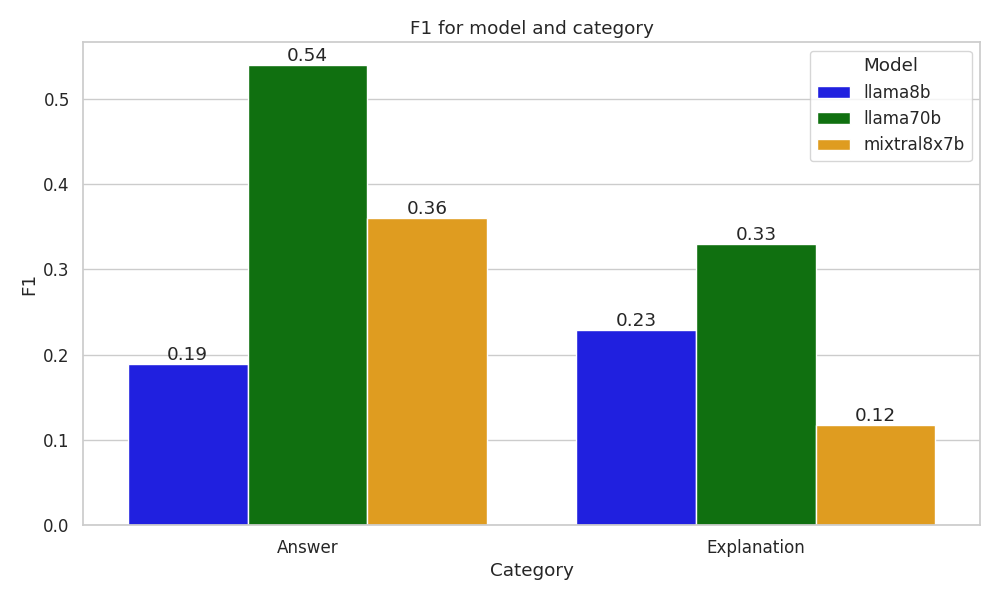 F1 for model and category
0.54
Model
llama8b
llama70b
mixtral8x7b
0.5
0.4
0.36
0.33
0.3
F1
0.23
0.2
0.19
0.12
0.1
0.0
Answer
Explanation
Category